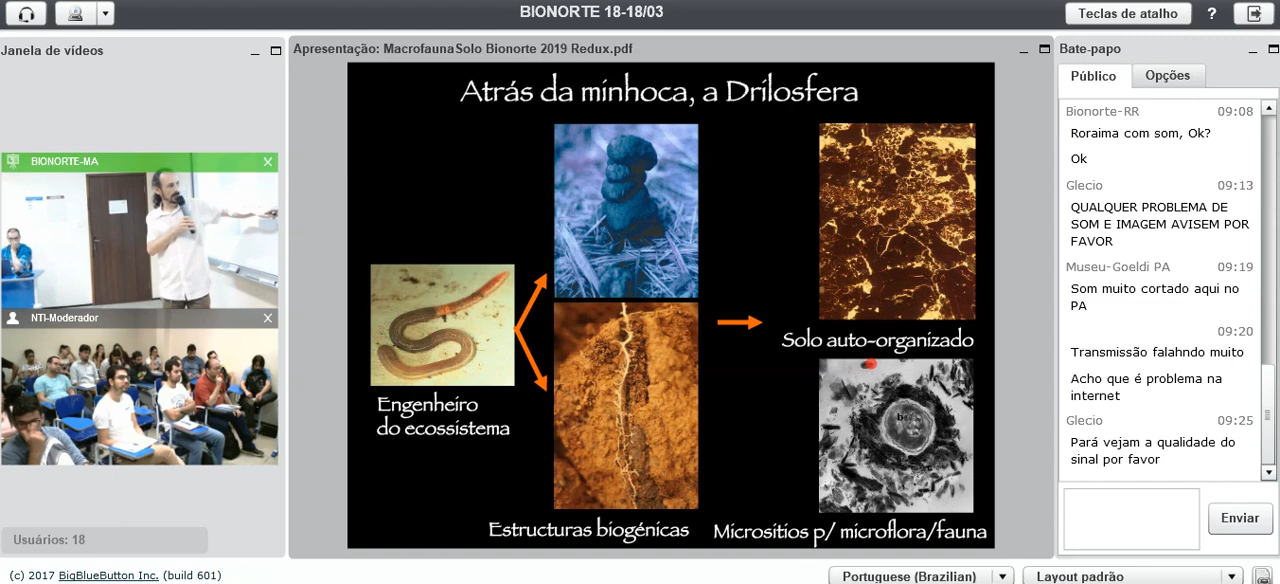 BIONORTE 18-18/03
Teclas de atalho
?
Janela de vídeos
BIONORTE-MA
NTI-Moderador
Usuários: 18
Apresentação: MacrofaunaSolo Bionorte 2019 Redux.pdf
Atrás da minhoca, a Drilosfera
Engenheiro
do ecossistema
Estructuras biogénicas
Solo auto-organizado
Micrositios p/ microflora/fauna
Bate-papo
Público
Opções
Bionorte-RR 09:08
Roraima com som, Ok?
Ok
Glecio 09:13
QUALQUER PROBLEMA DE
SOM E IMAGEM AVISEM POR
FAVOR
Museu-Goeldi PA 09:19
Som muito cortado aqui no
PA
09:20
Transmissão falahndo muito
Acho que é problema na
internet
Glecio 09:25
Pará vejam a qualidade do
sinal por favor
Enviar
(c) 2017 BigBlueButton Inc. (build 601)
Portuguese (Brazilian)
Layout padrão